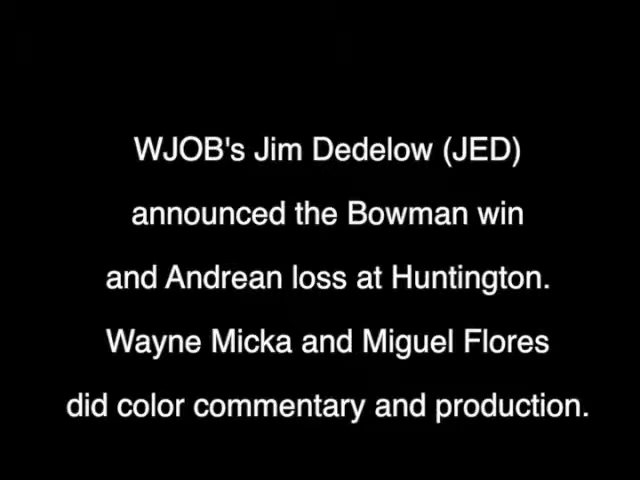 WJOB's Jim Dedelow (JED)
announced the Bowman win
and Andrean loss at Huntington.
Wayne Micka and Miguel Flores
did color commentary and production.